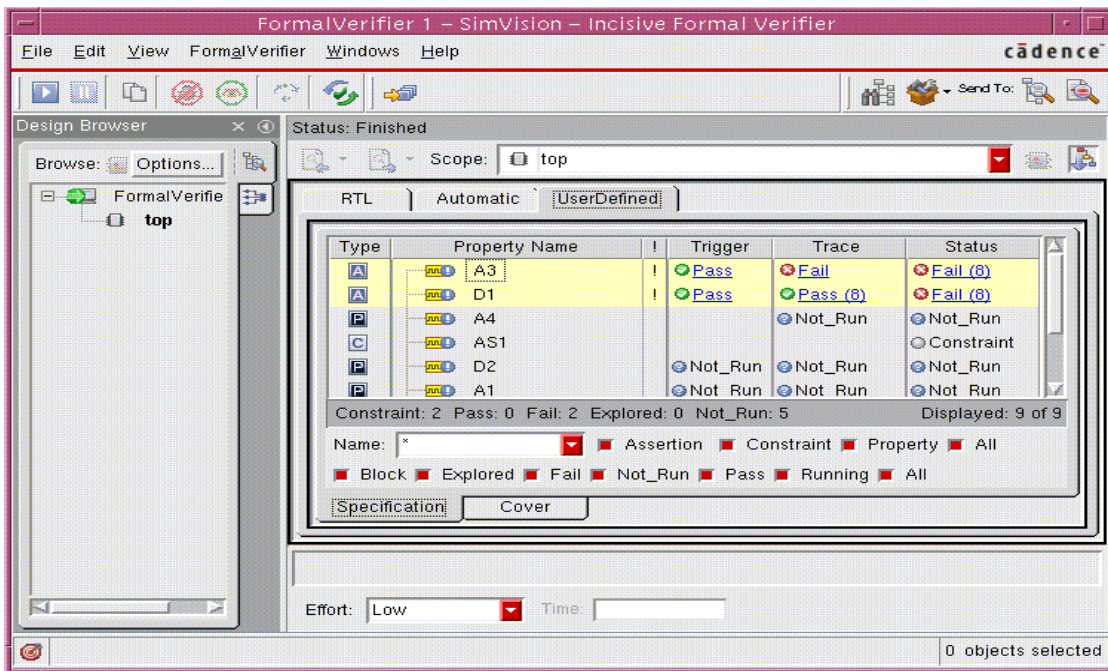 FormalVerifier 1 – SimVision – Incisive Formal Verifier
File Edit View FormalVerifier Windows Help
cādence
Send To:
Design Browser
Status: Finished
Browse: Options...
Scope: top
FormalVerifie
top
RTL Automatic UserDefined
Type Property Name ! Trigger Trace Status
A A3 ! Pass Fail Fail (8)
A D1 ! Pass Pass (8) Fail (8)
P A4 Not_Run Not_Run
C AS1 Constraint
P D2 Not_Run Not_Run Not_Run
P A1 Not_Run Not_Run Not_Run
Constraint: 2 Pass: 0 Fail: 2 Explored: 0 Not_Run: 5 Displayed: 9 of 9
Name: * Assertion Constraint Property All
Block Explored Fail Not_Run Pass Running All
Specification Cover
Effort: Low Time:
0 objects selected